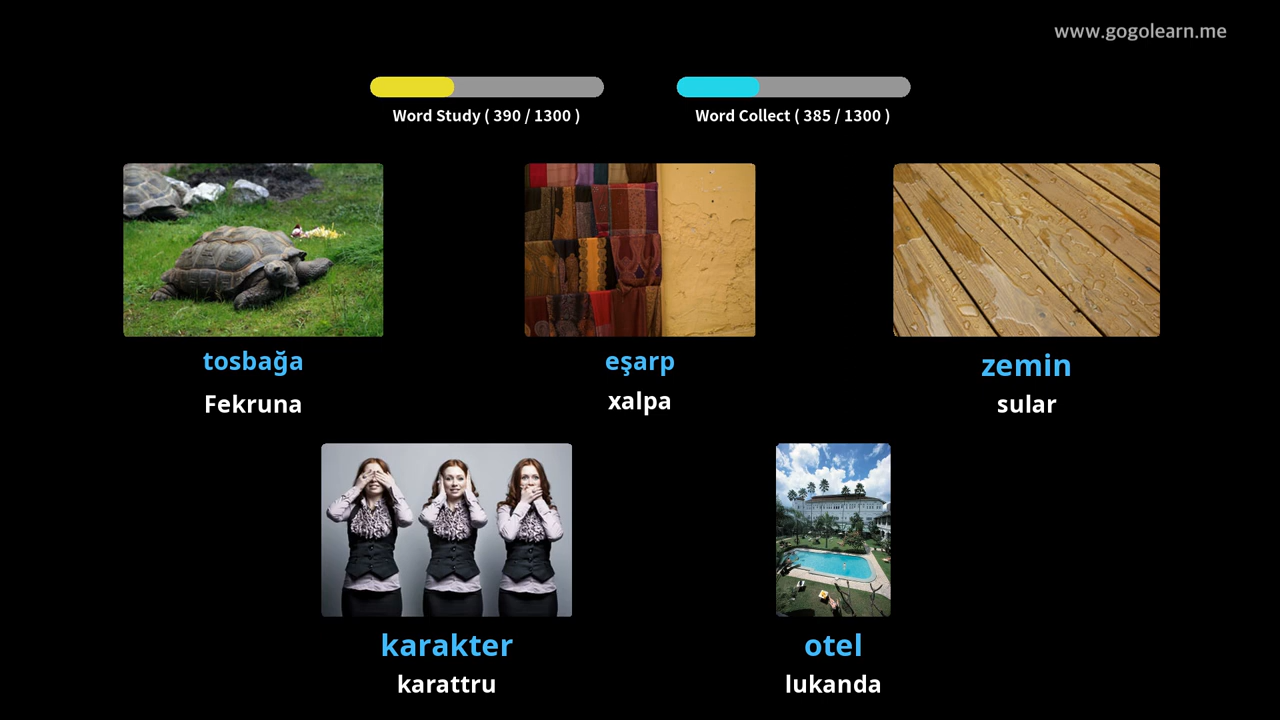 www.gogolearn.me
Word Study ( 390 / 1300 )
Word Collect ( 385 / 1300 )
tosbağa
Fekruna
eşarp
xalpa
zemin
sular
karakter
karattru
otel
lukanda